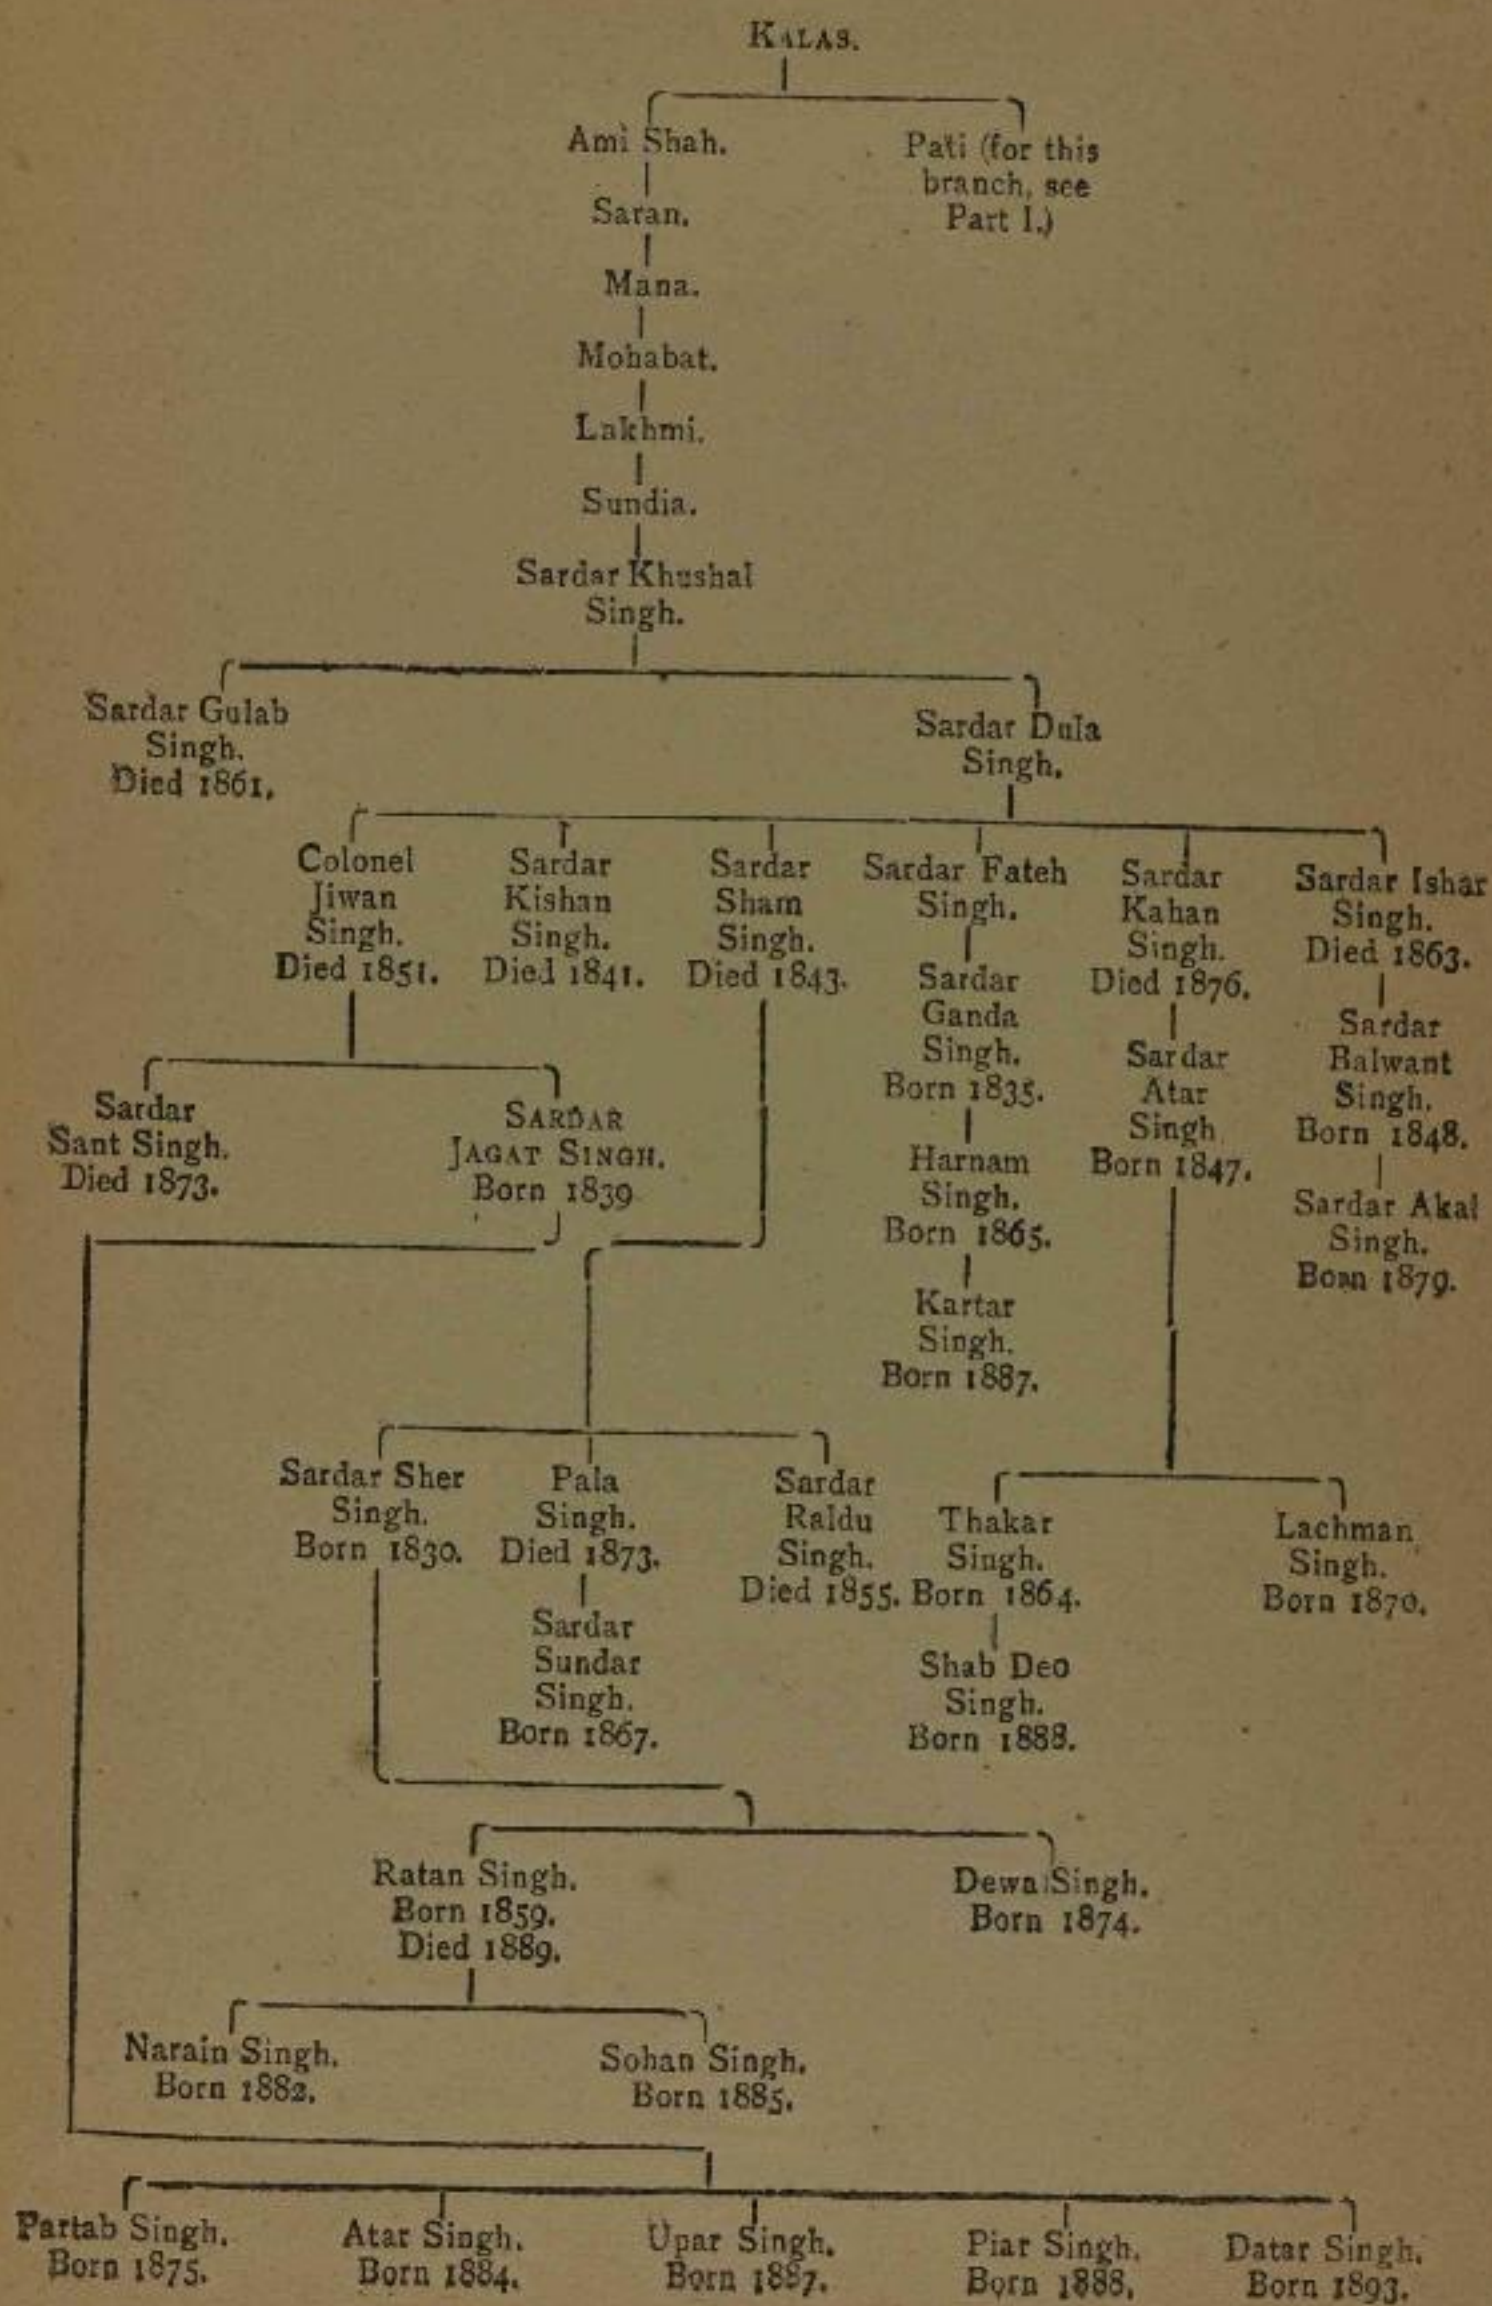 KALAS.
Ami Shah.
Pati (for this
branch, see
Part I.)
Saran.
Mana.
Mohabat.
Lakhmi.
Sundia.
Sardar Khushal
Singh.
Sardar Gulab
Singh.
Died 1861.
Sardar Dula
Singh.
Colonel
Jiwan
Singh.
Died 1851.
Sardar
Kishan
Singh.
Died 1841.
Sardar
Sham
Singh.
Died 1843.
Sardar Fateh
Singh.
Sardar
Ganda
Singh.
Born 1835.
Harnam
Singh.
Born 1865.
Kartar
Singh.
Born 1887.
Sardar
Kahan
Singh.
Died 1876.
Sardar
Atar
Singh
Born 1847.
Sardar Ishar
Singh.
Died 1863.
Sardar
Balwant
Singh.
Born 1848.
Sardar Akal
Singh.
Born 1879.
Sardar
Sant Singh.
Died 1873.
SARDAR
JAGAT SINGH.
Born 1839
Sardar Sher
Singh.
Born 1830.
Pala
Singh.
Died 1873.
Sardar
Sundar
Singh.
Born 1867.
Sardar
Raldu
Singh.
Died 1855.
Thakar
Singh.
Born 1864.
Shab Deo
Singh.
Born 1888.
Lachman
Singh.
Born 1870.
Ratan Singh.
Born 1859.
Died 1889.
Dewa Singh.
Born 1874.
Narain Singh.
Born 1882.
Sohan Singh.
Born 1885.
Partab Singh.
Born 1875.
Atar Singh.
Born 1884.
Upar Singh.
Born 1887.
Piar Singh.
Born 1888.
Datar Singh.
Born 1893.